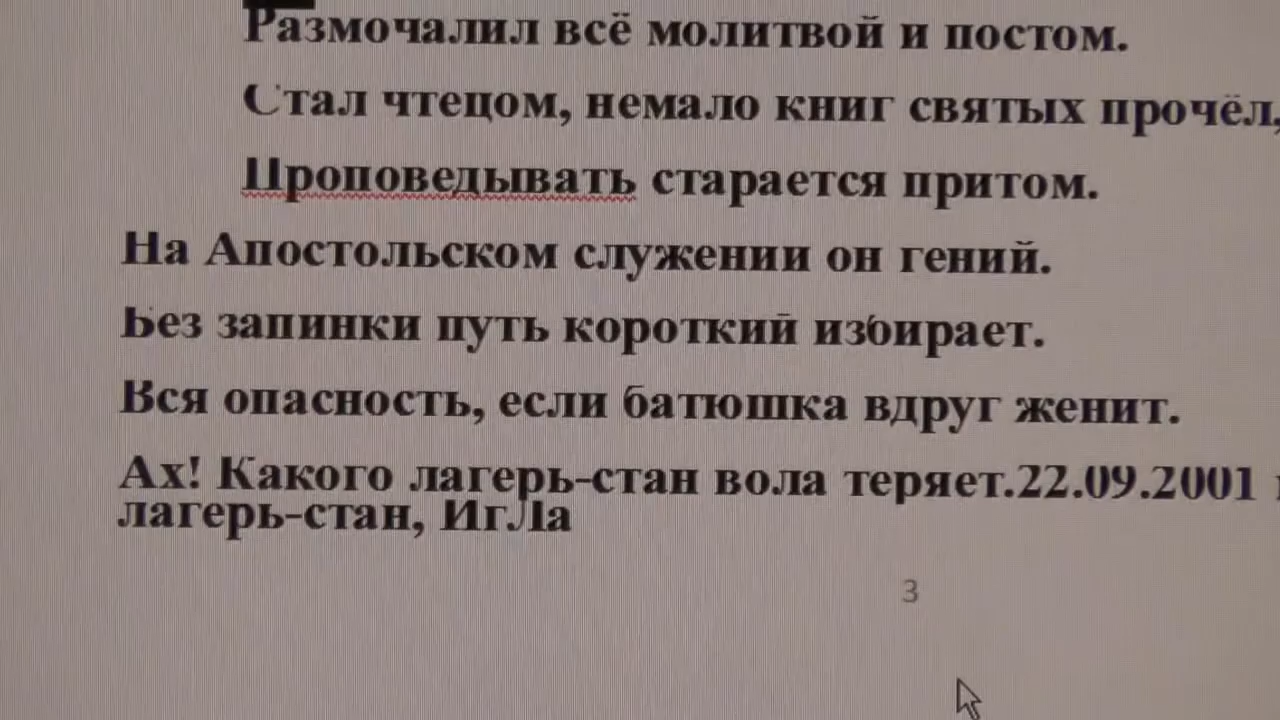 Размочалил всё молитвой и постом.
Стал чтецом, немало книг святых прочёл.
Проповедывать старается притом.
На Апостольском служении он гений.
Без запинки путь короткий избирает.
Вся опасность, если батюшка вдруг женит.
Ах! Какого лагерь-стан вола теряет.22.09.2001
лагерь-стан, ИгЛа
3